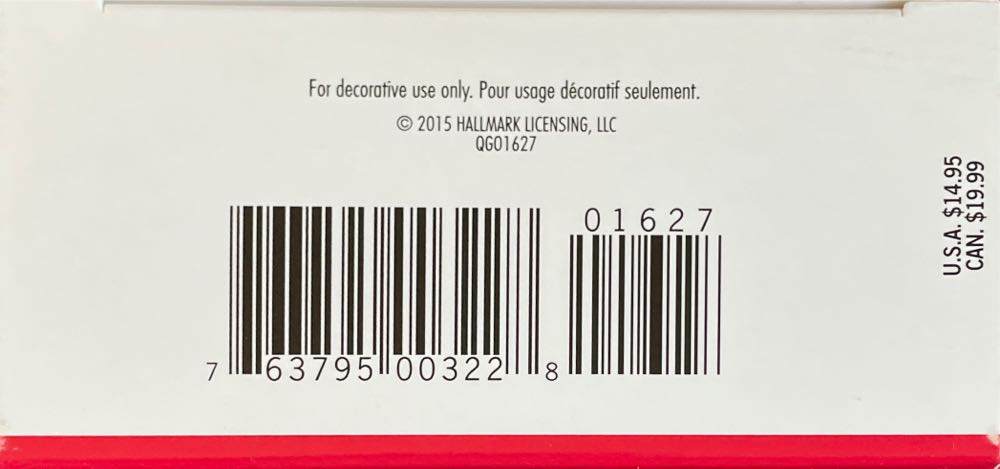 For decorative use only. Pour usage décoratif seulement.
© 2015 HALLMARK LICENSING, LLC
QG01627
01627
7 63795 00322 8
U.S.A. $14.95
CAN. $19.99